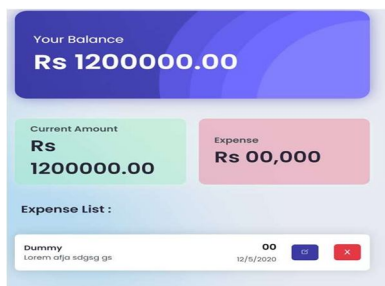 Your Balance
Rs 1200000.00
Current Amount
Rs
1200000.00
Expense
Rs 00,000
Expense List :
Dummy
00
Lorem afja sdgsg gs
12/5/2020